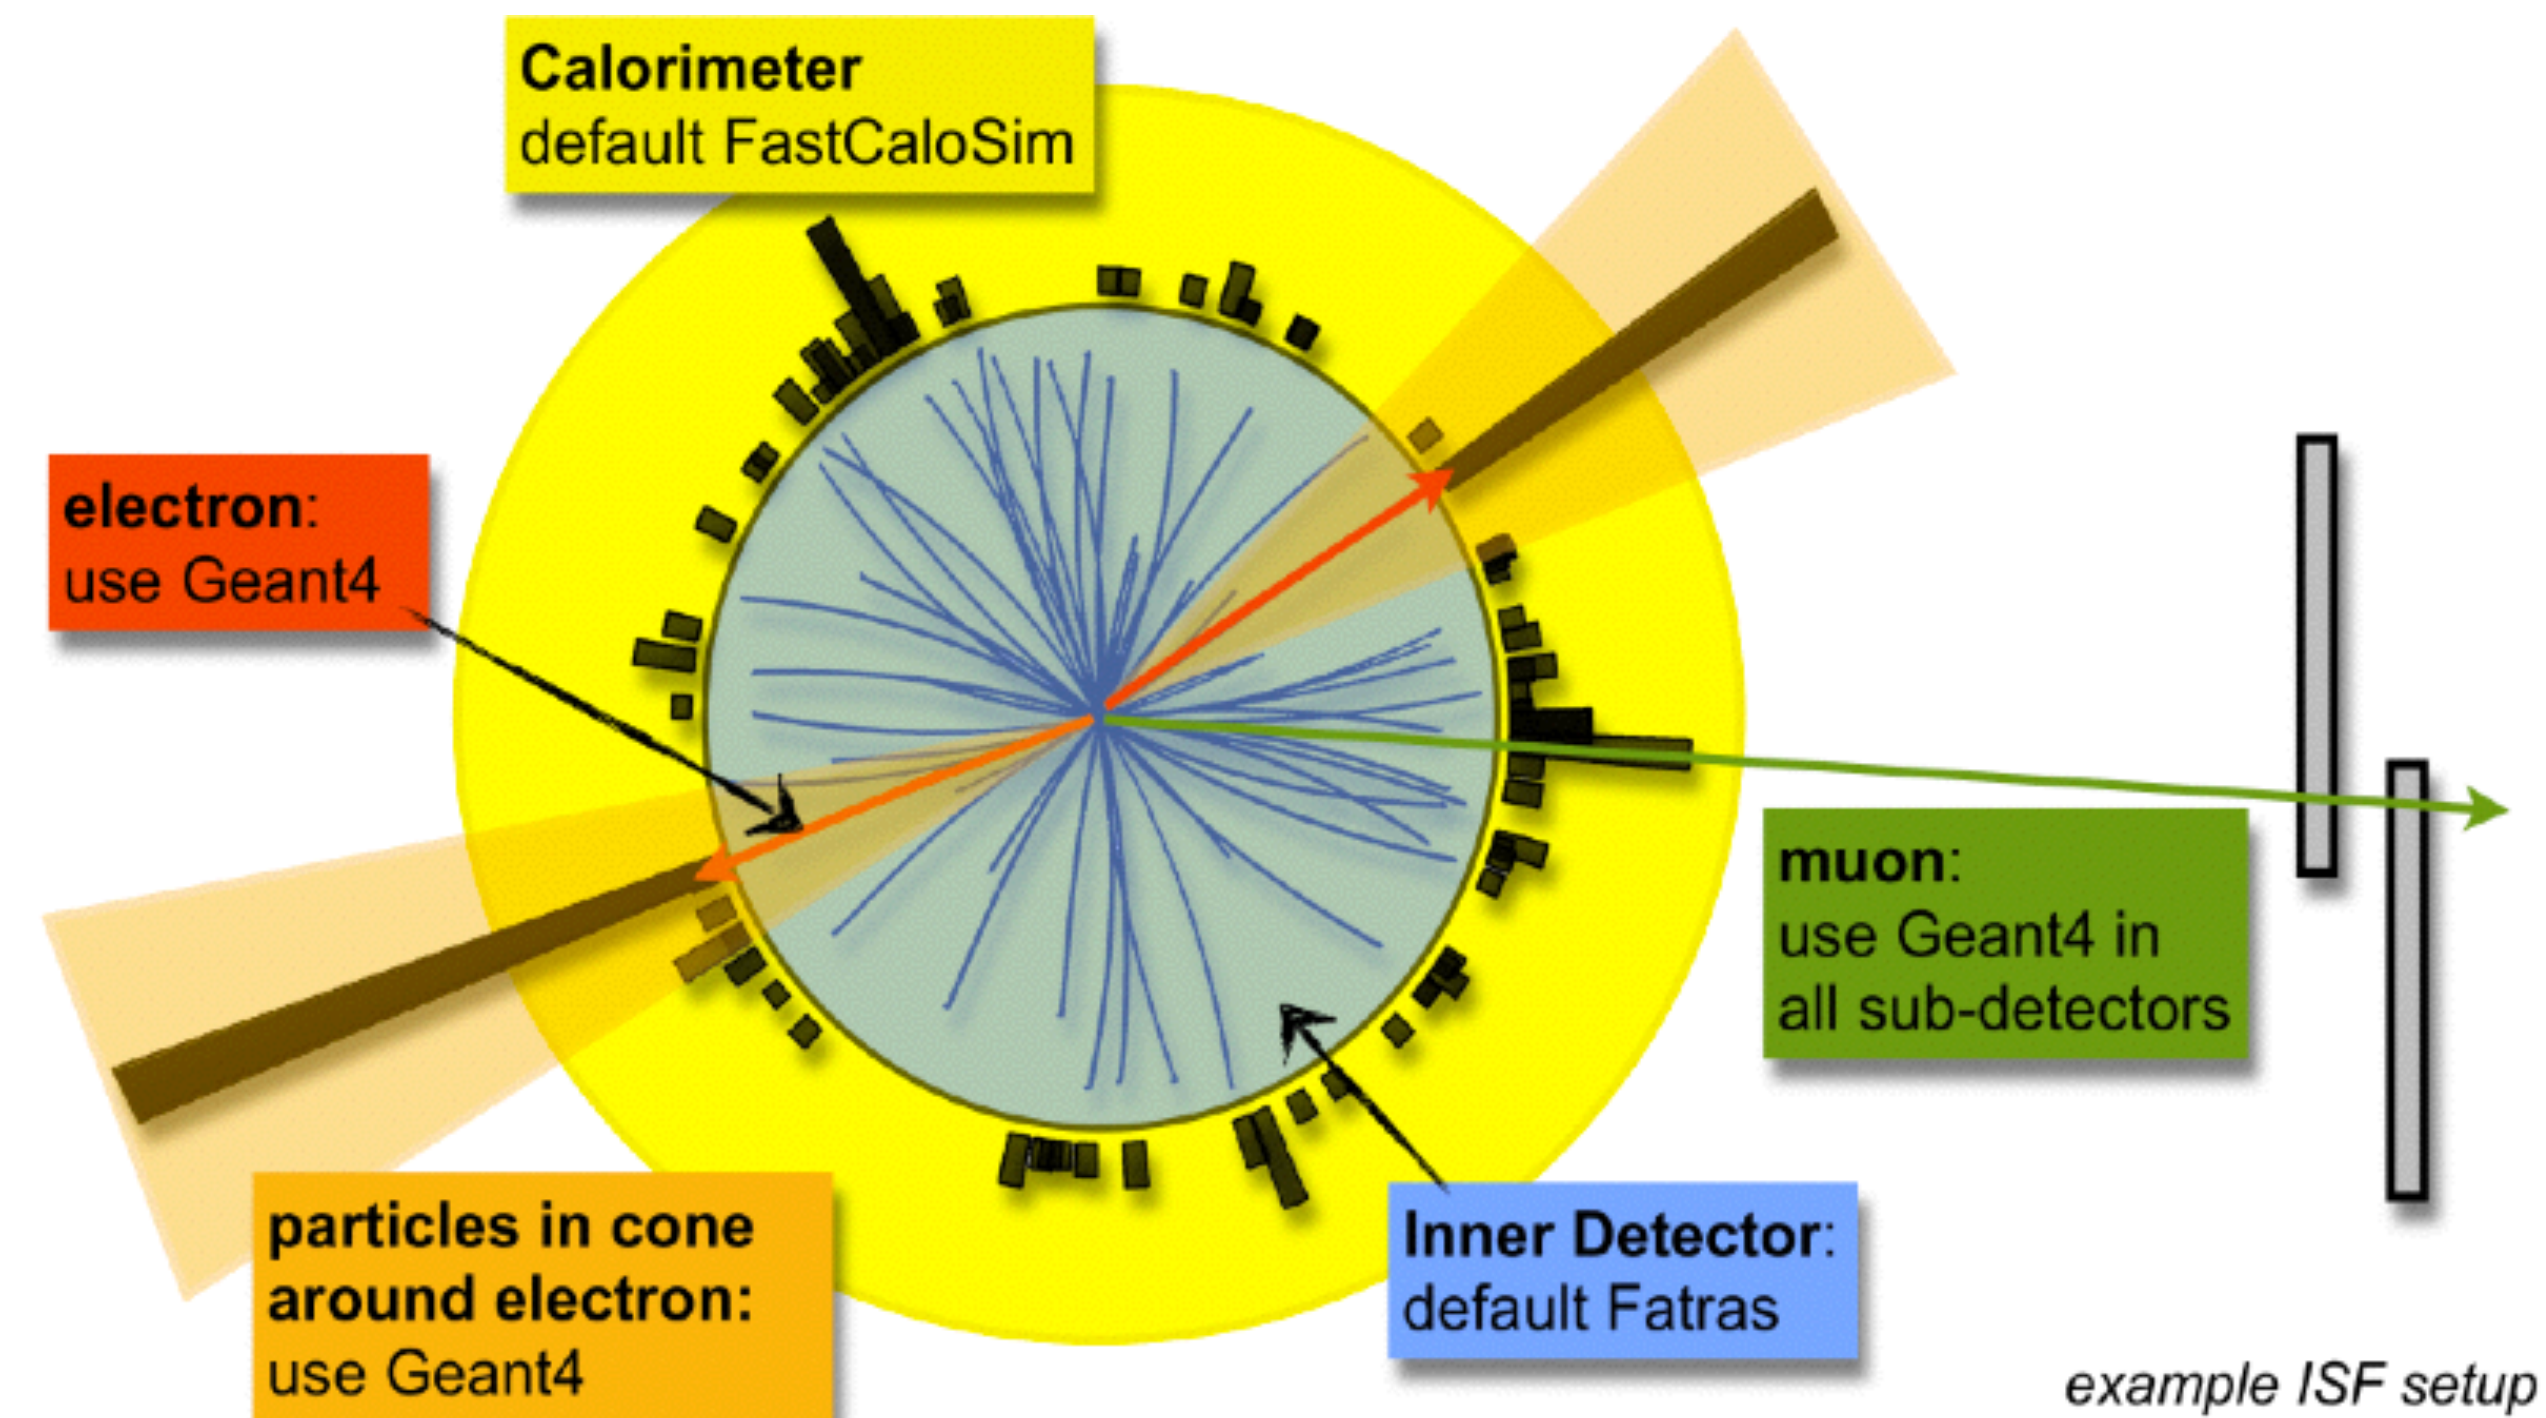 Calorimeter
default FastCaloSim
electron:
use Geant4
muon:
use Geant4 in
all sub-detectors
particles in cone
around electron:
use Geant4
Inner Detector:
default Fatras
example ISF setup